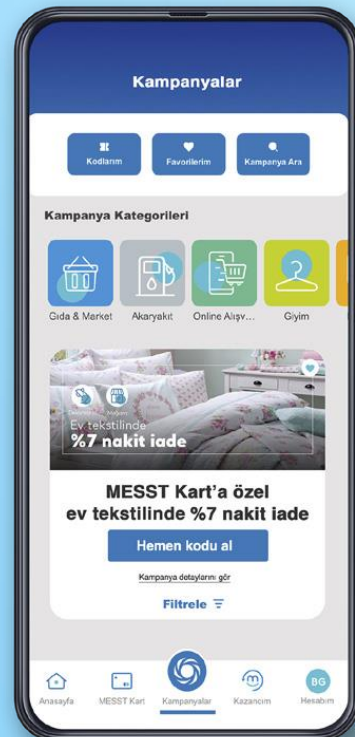 Kampanyalar
Kodlarım
Favorilerim
Kampanya Ara
Kampanya Kategorileri
Gıda & Market
Akaryakıt
Online Alışv...
Giyim
Ev tekstilinde
%7 nakit iade
MESST Kart'a özel
ev tekstilinde %7 nakit iade
Hemen kodu al
Kampanya detaylarını gör
Filtrele
Anasayfa
MESST Kart
Kampanyalar
Kazancım
BG
Hesabım